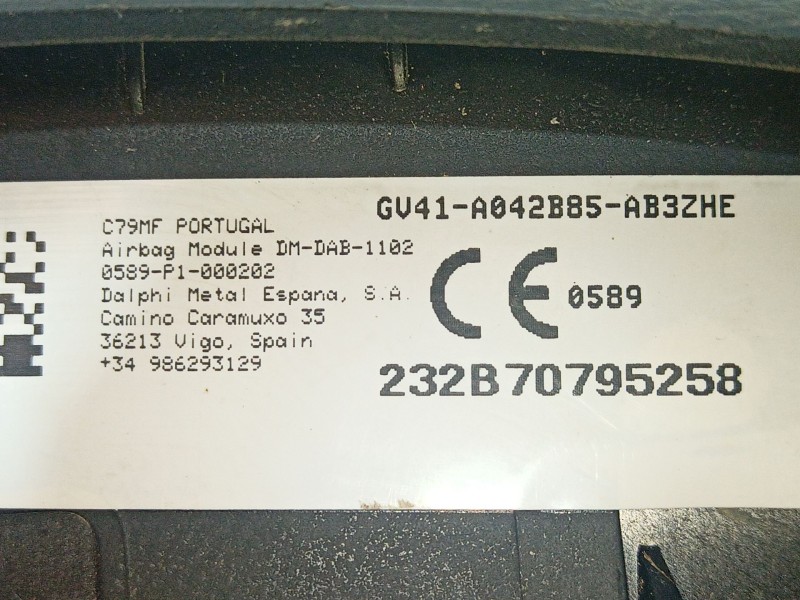 GV41-A042B85-AB3ZHE
C79MF PORTUGAL
Airbag Module DM-DAB-1102
0589-P1-000202
Dalphi Metal Espana, S.A.
Camino Caramuxo 35
36213 Vigo, Spain
+34 986293129
CE 0589
232B70795258